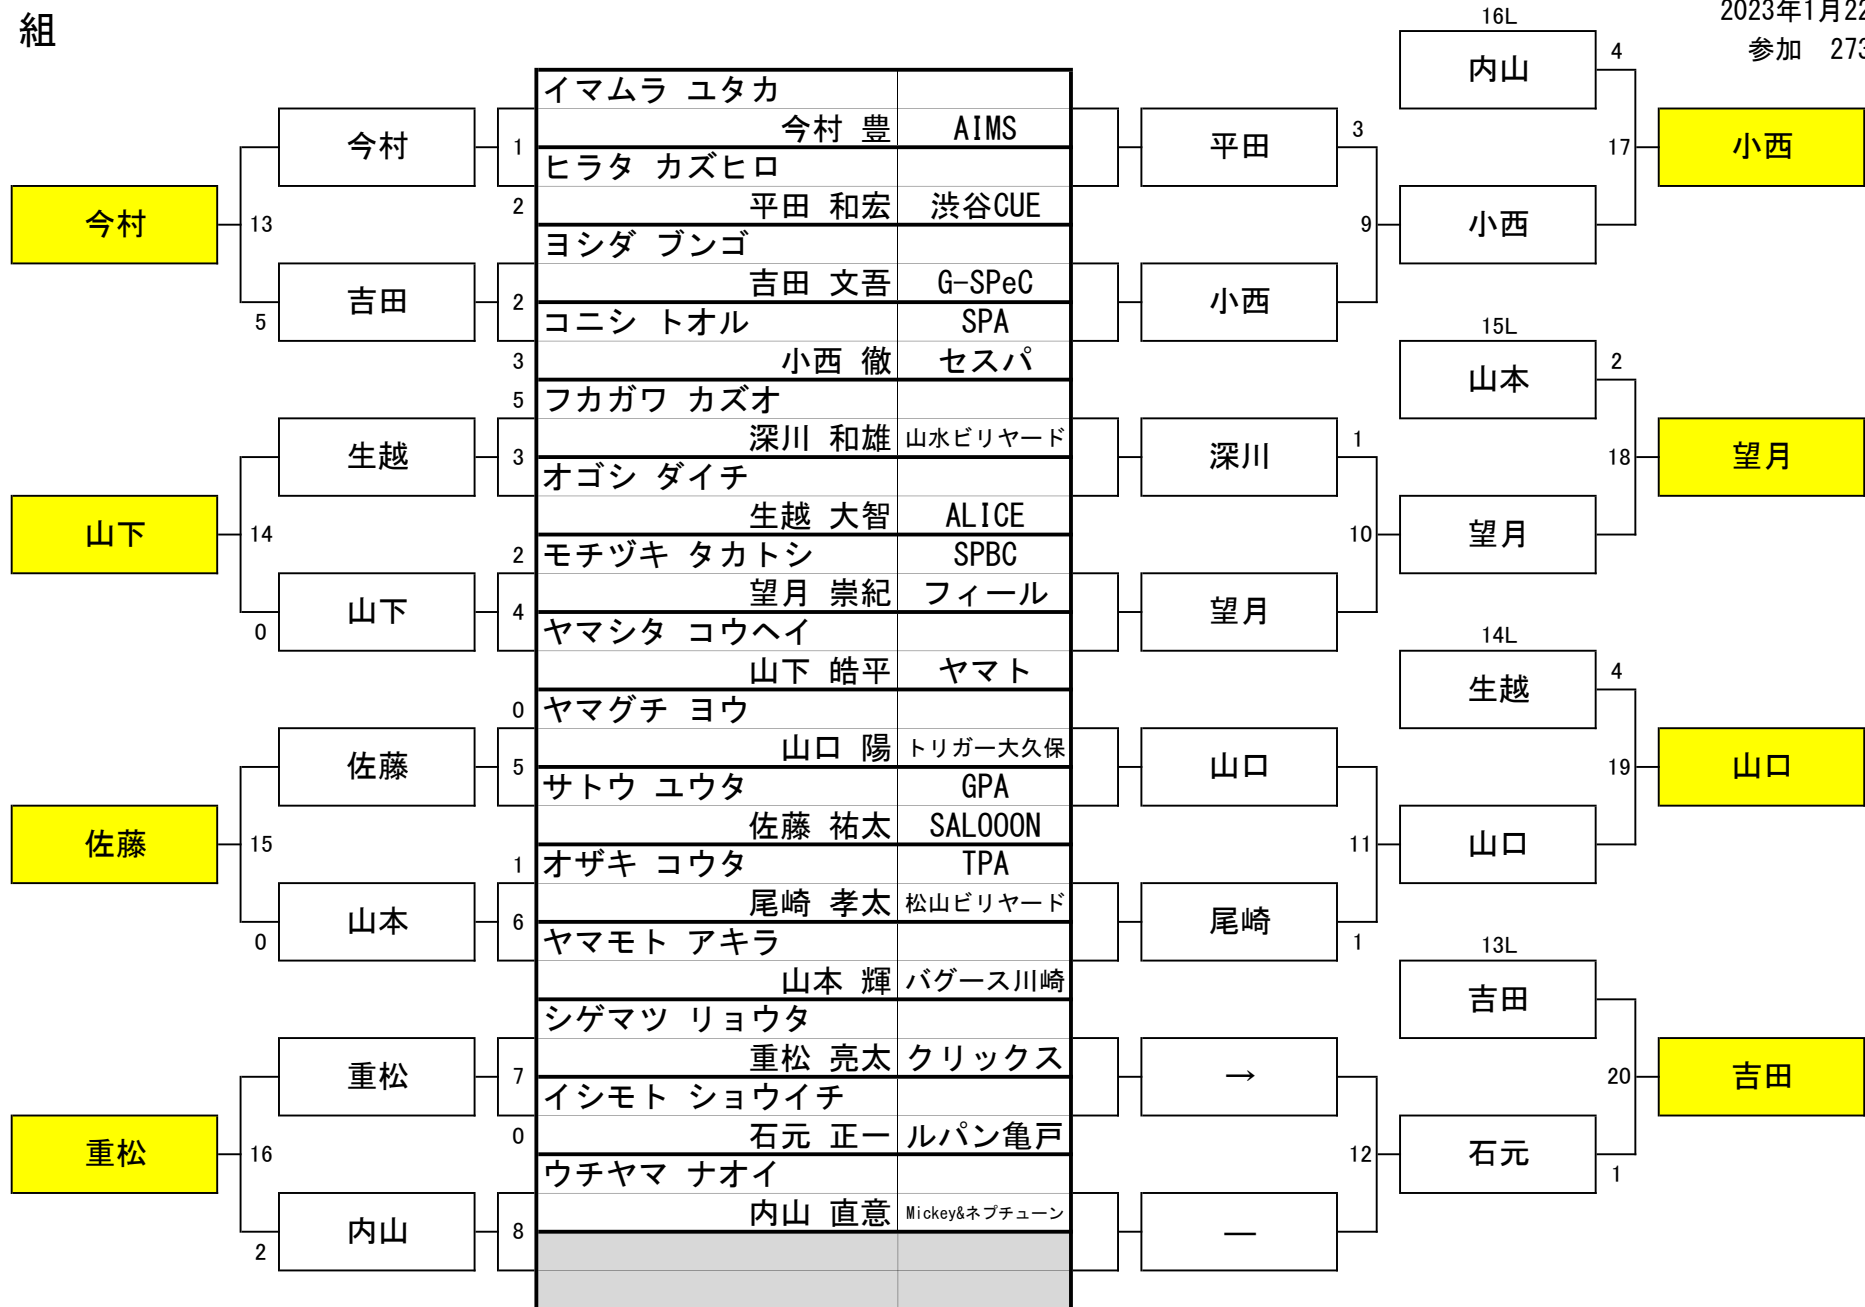 組
2023年1月22
参加 273
イマムラ ユタカ
今村 豊 AIMS
ヒラタ カズヒロ
2 平田 和宏 渋谷CUE
ヨシダ ブンゴ
吉田 文吾 G-SPeC
コニシ トオル SPA
3 小西 徹 セスパ
5 フカガワ カズオ
深川 和雄 山水ビリヤード
オゴシ ダイチ
生越 大智 ALICE
2 モチヅキ タカトシ SPBC
望月 崇紀 フィール
ヤマシタ コウヘイ
山下 皓平 ヤマト
0 ヤマグチ ヨウ
山口 陽 トリガー大久保
サトウ ユウタ GPA
佐藤 祐太 SALOOON
1 オザキ コウタ TPA
尾崎 孝太 松山ビリヤード
ヤマモト アキラ
山本 輝 バグース川崎
シゲマツ リョウタ
重松 亮太 クリックス
イシモト ショウイチ
0 石元 正一 ルパン亀戸
ウチヤマ ナオイ
内山 直意 Mickey&ネプチューン
今村 1
今村 13
吉田 2
5
生越 3
山下 14
山下 4
0
佐藤 5
佐藤 15
山本 6
0
重松 7
重松 16
内山 8
2
平田 3
9
小西
深川 1
10
望月
山口
11
尾崎 1
→
12
―
16L
内山 4
17 小西
小西
15L
山本 2
18 望月
望月
14L
生越 4
19 山口
山口
13L
吉田
20 吉田
石元 1